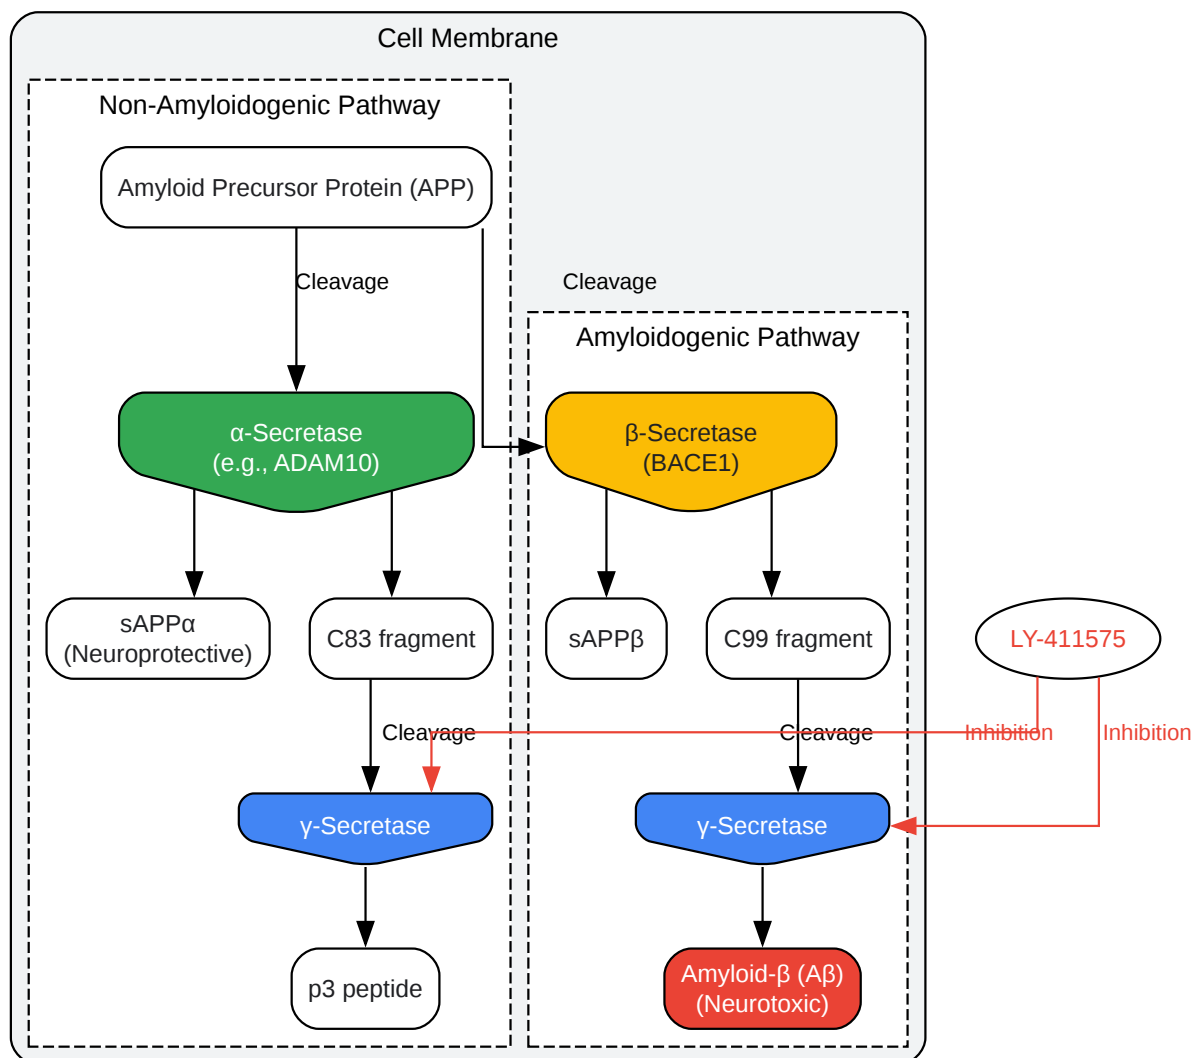 Cell Membrane
Non-Amyloidogenic Pathway
Amyloid Precursor Protein (APP)
Cleavage
Cleavage
Amyloidogenic Pathway
α-Secretase
(e.g., ADAM10)
β-Secretase
(BACE1)
sAPPα
(Neuroprotective)
C83 fragment
sAPPβ
C99 fragment
LY-411575
Cleavage
Cleavage
Inhibition
Inhibition
γ-Secretase
γ-Secretase
p3 peptide
Amyloid-β (Aβ)
(Neurotoxic)